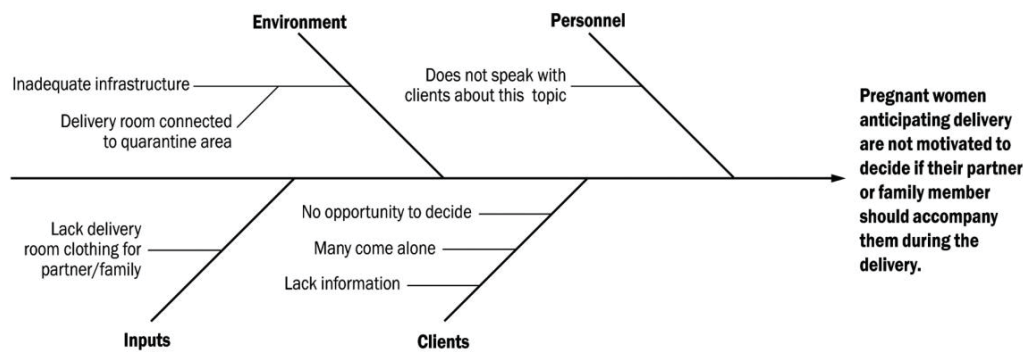 Environment
Personnel
Inadequate infrastructure
Delivery room connected
to quarantine area
Does not speak with
clients about this topic
Pregnant women
anticipating delivery
are not motivated to
decide if their partner
or family member
should accompany
them during the
delivery.
Lack delivery
room clothing for
partner/family
No opportunity to decide
Many come alone
Lack information
Inputs
Clients